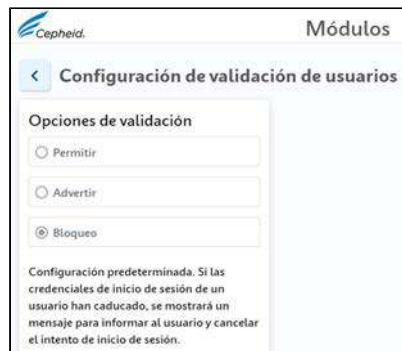 Cepheid.
Módulos
Configuración de validación de usuarios
Opciones de validación
Permitir
Advertir
Bloqueo
Configuración predeterminada. Si las
credenciales de inicio de sesión de un
usuario han caducado, se mostrará un
mensaje para informar al usuario y cancelar
el intento de inicio de sesión.